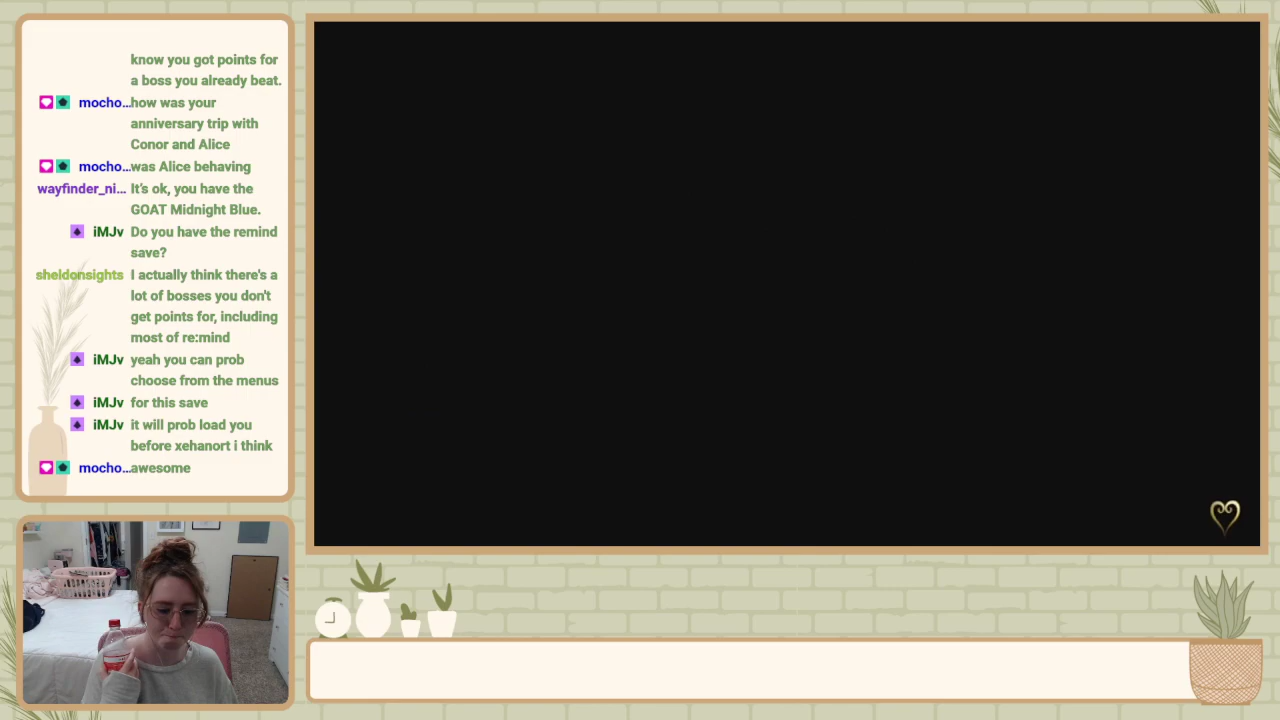 know you got points for
a boss you already beat.
mocho... how was your
anniversary trip with
Conor and Alice
mocho... was Alice behaving
wayfinder_ni... It's ok, you have the
GOAT Midnight Blue.
iMJv Do you have the remind
save?
sheldonsights I actually think there's a
lot of bosses you don't
get points for, including
most of re:mind
iMJv yeah you can prob
choose from the menus
iMJv for this save
iMJv it will prob load you
before xehanort i think
mocho... awesome